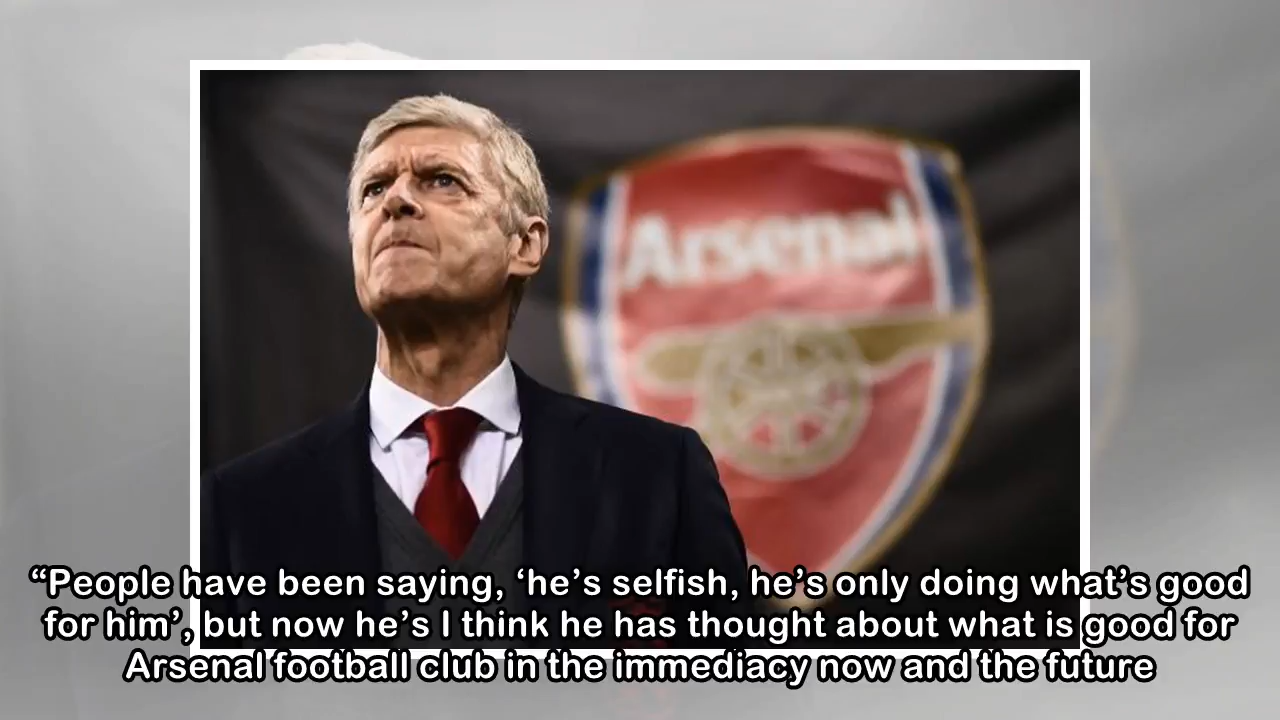 Arsenal
“People have been saying, ‘he’s selfish, he’s only doing what’s good
for him’, but now he’s I think he has thought about what is good for
Arsenal football club in the immediacy now and the future